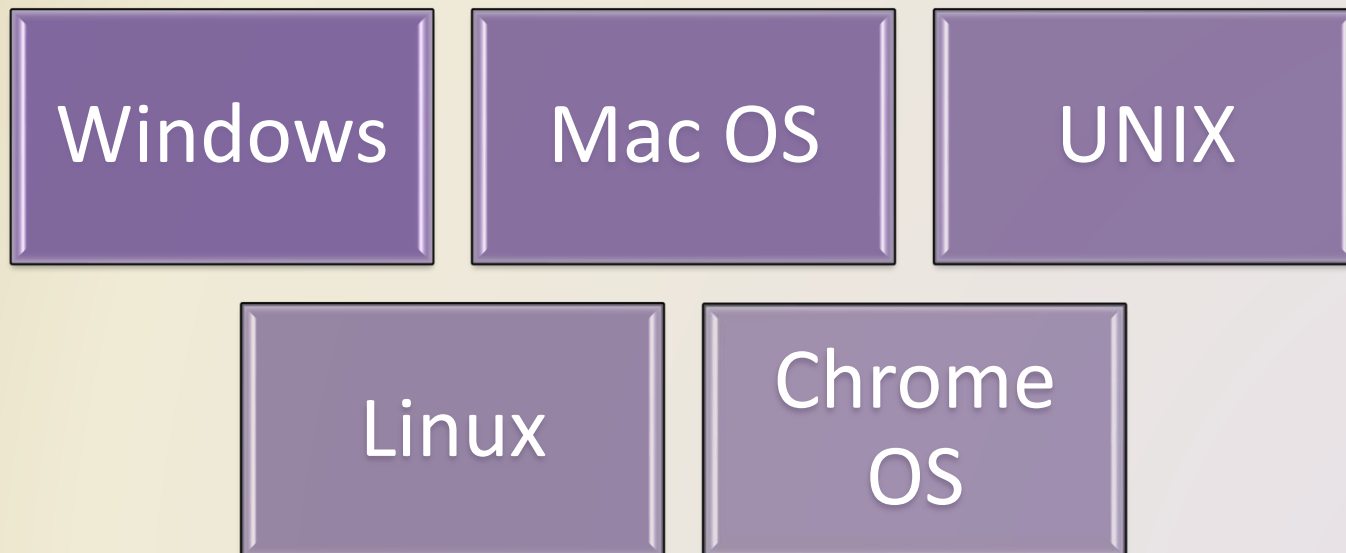 Windows
Mac OS
UNIX
Linux
Chrome
OS